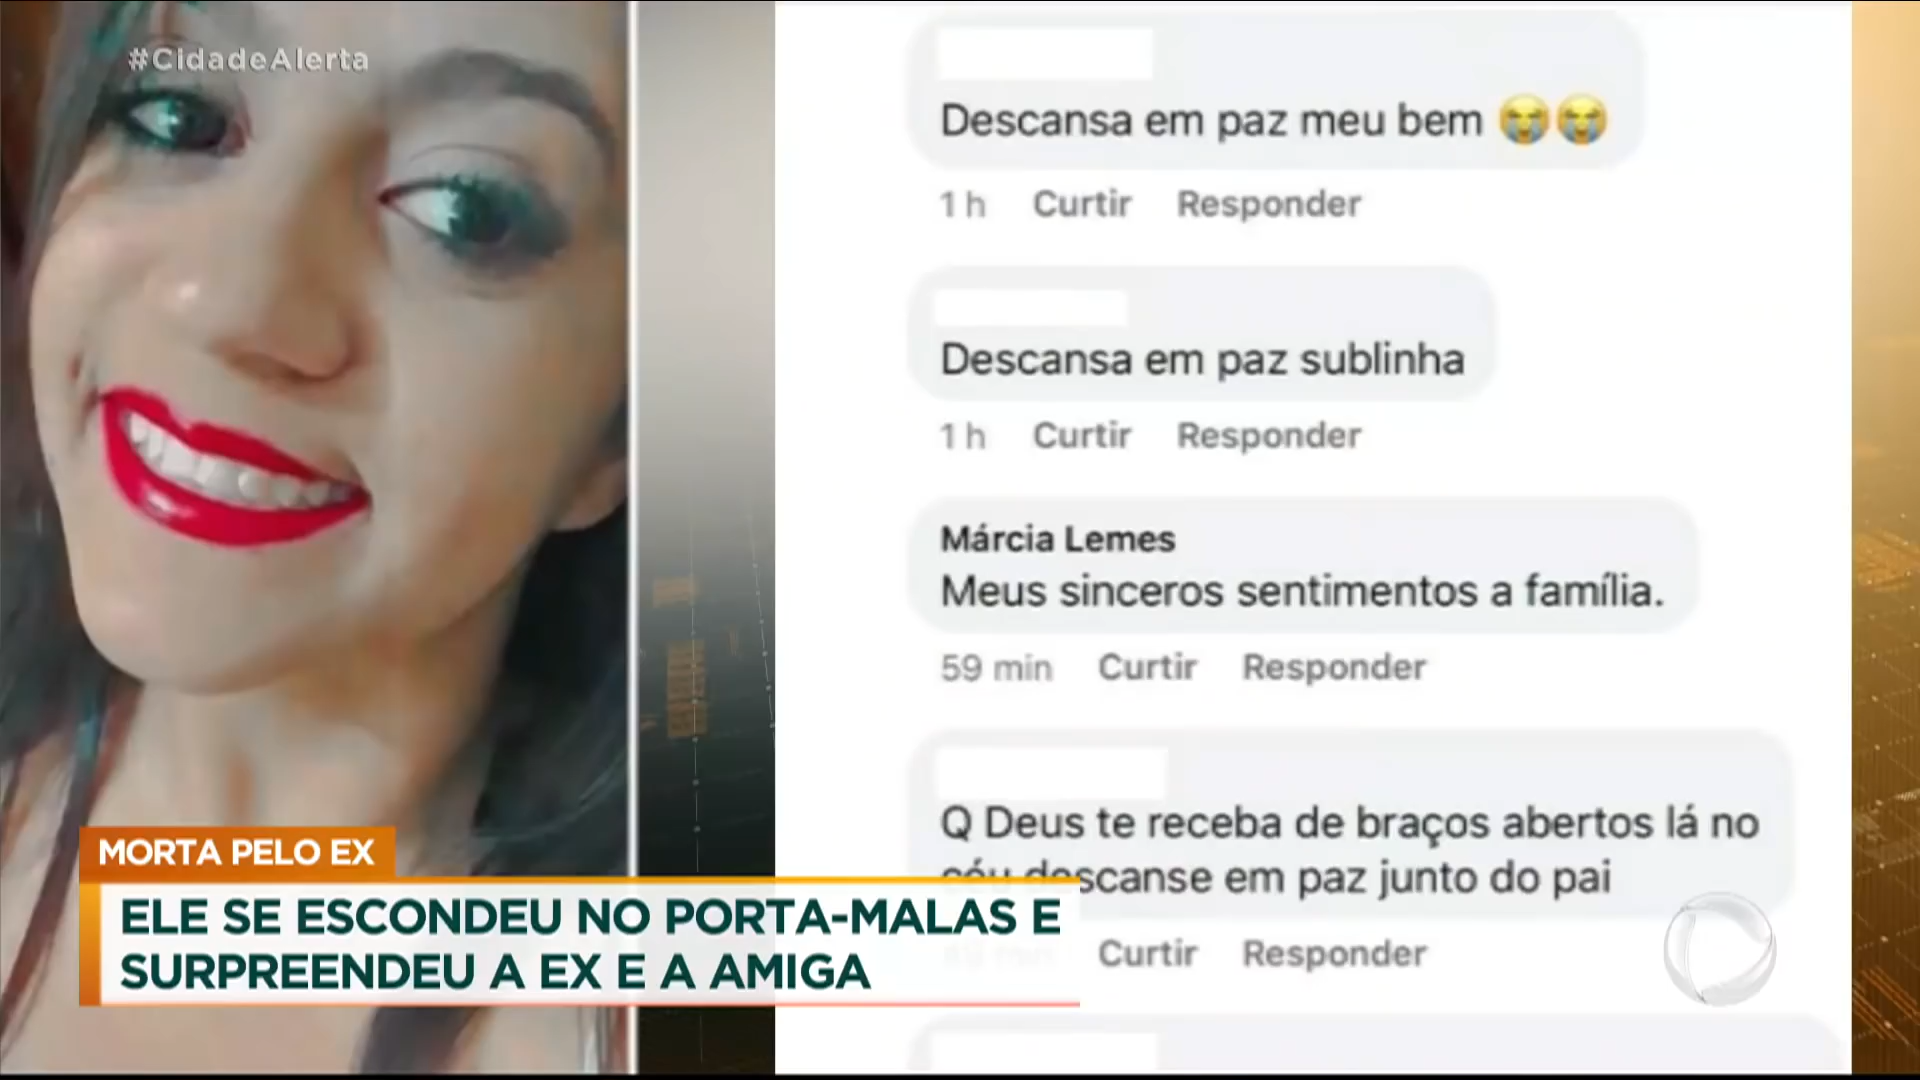 #CidadeAlerta
Descansa em paz meu bem 😭😭
1 h Curtir Responder
Descansa em paz sublinha
1 h Curtir Responder
Márcia Lemes
Meus sinceros sentimentos a família.
59 min Curtir Responder
Q Deus te receba de braços abertos lá no
céu descanse em paz junto do pai
Curtir Responder
MORTA PELO EX
ELE SE ESCONDEU NO PORTA-MALAS E
SURPREENDEU A EX E A AMIGA